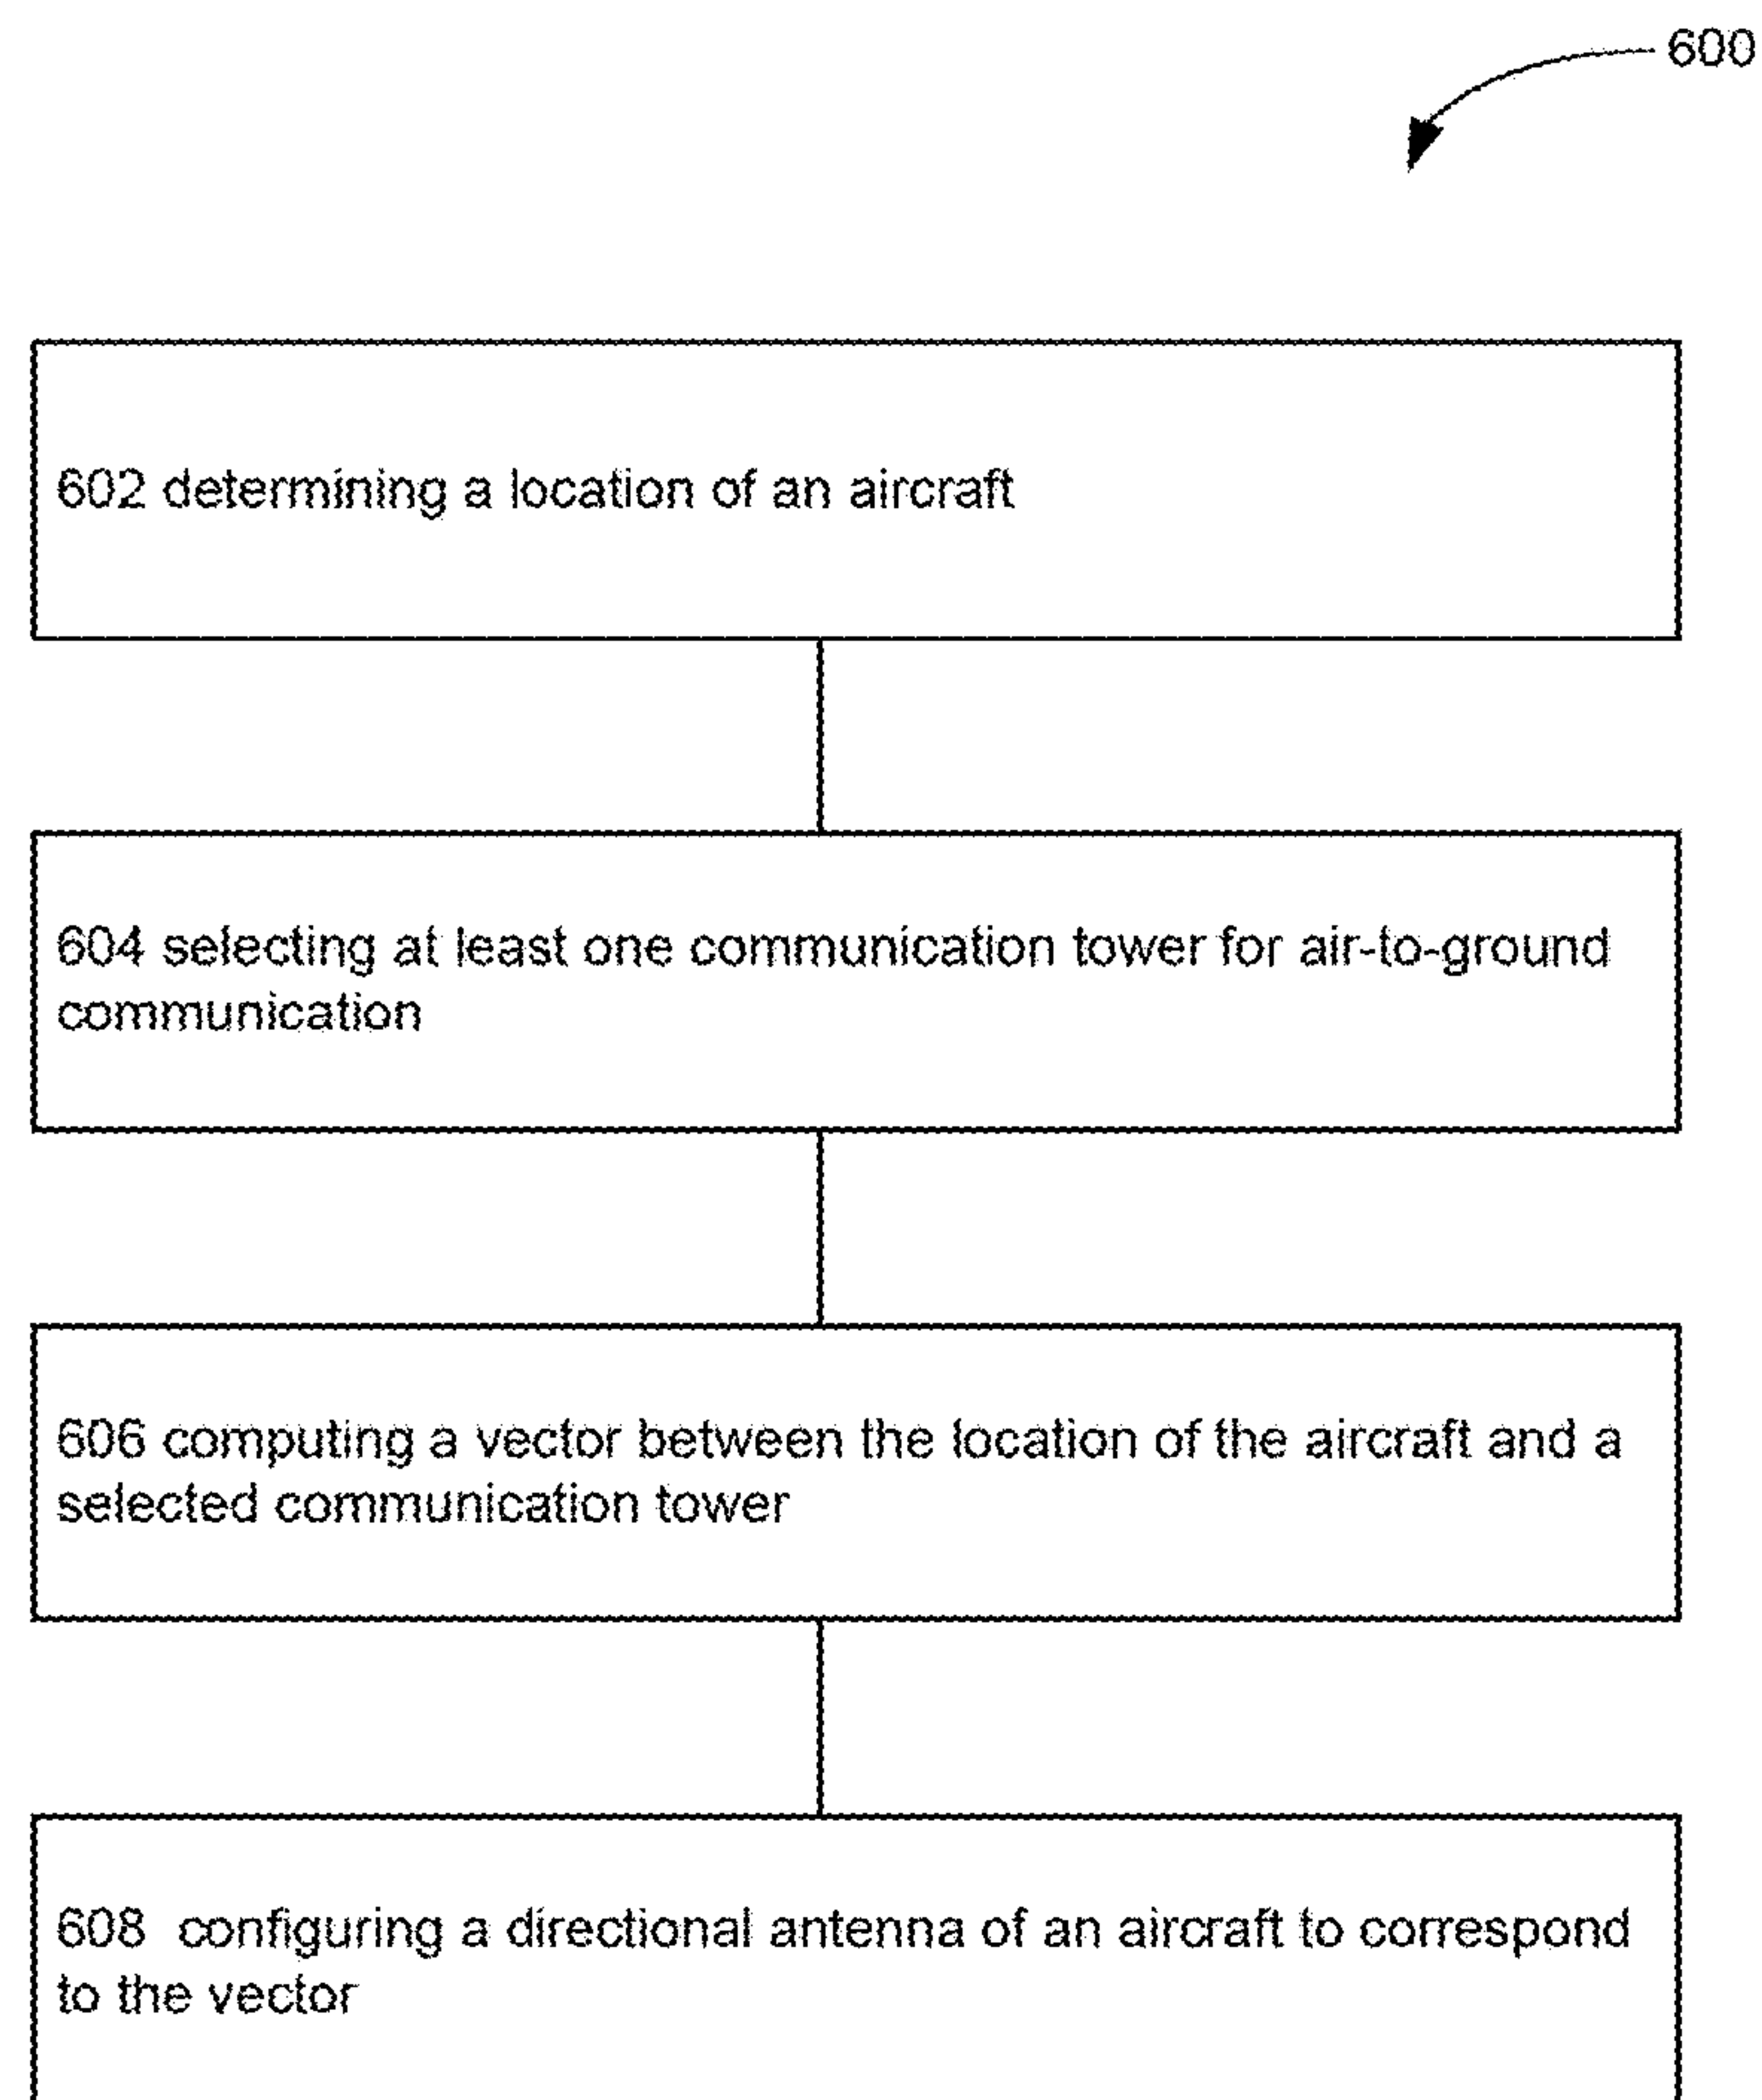 600
602 determining a location of an aircraft
604 selecting at least one communication tower for air-to-ground
communication
606 computing a vector between the location of the aircraft and a
selected communication tower
608 configuring a directional antenna of an aircraft to correspond
to the vector